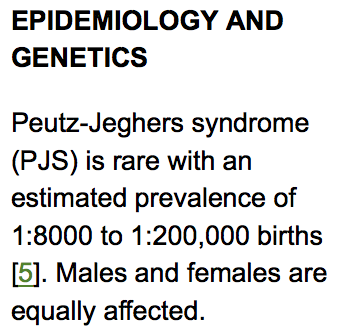 EPIDEMIOLOGY AND
GENETICS
Peutz-Jeghers syndrome
(PJS) is rare with an
estimated prevalence of
1:8000 to 1:200,000 births
[5]. Males and females are
equally affected.